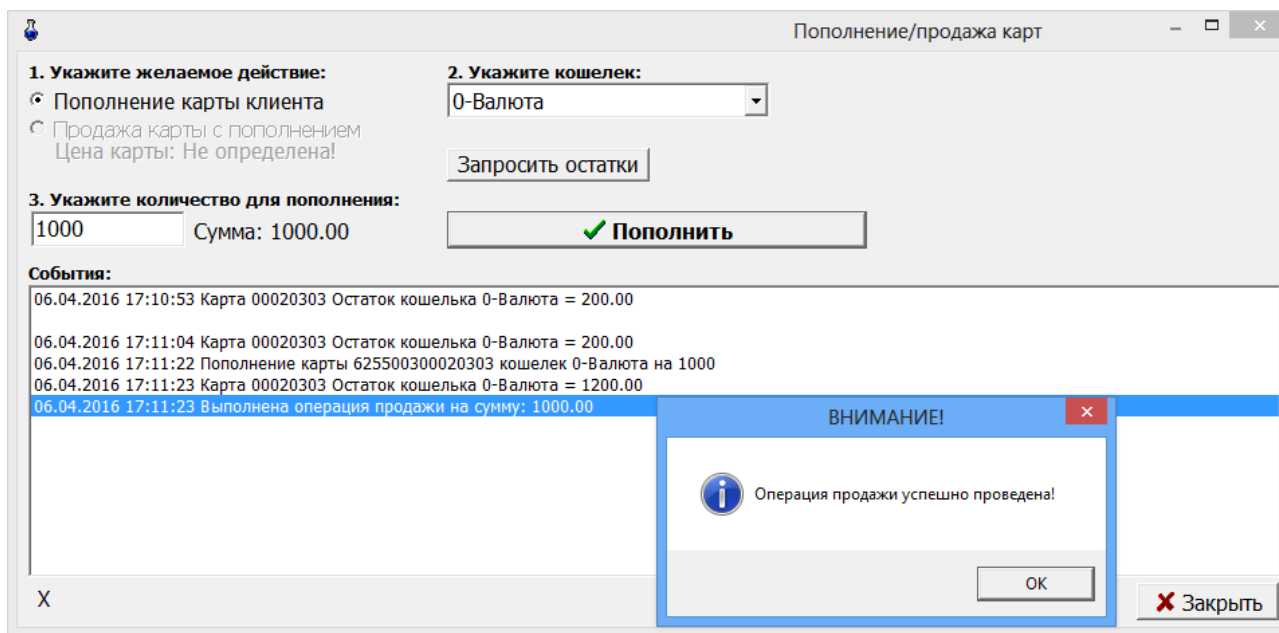 Пополнение/продажа карт
1. Укажите желаемое действие:
2. Укажите кошелек:
Пополнение карты клиента
0-Валюта
Продажа карты с пополнением
Цена карты: Не определена!
Запросить остатки
3. Укажите количество для пополнения:
1000
Сумма: 1000.00
Пополнить
События:
06.04.2016 17:10:53 Карта 00020303 Остаток кошелька 0-Валюта = 200.00
06.04.2016 17:11:04 Карта 00020303 Остаток кошелька 0-Валюта = 200.00
06.04.2016 17:11:22 Пополнение карты 625500300020303 кошелек 0-Валюта на 1000
06.04.2016 17:11:23 Карта 00020303 Остаток кошелька 0-Валюта = 1200.00
06.04.2016 17:11:23 Выполнена операция продажи на сумму: 1000.00
ВНИМАНИЕ!
Операция продажи успешно проведена!
ОК
X
Закрыть